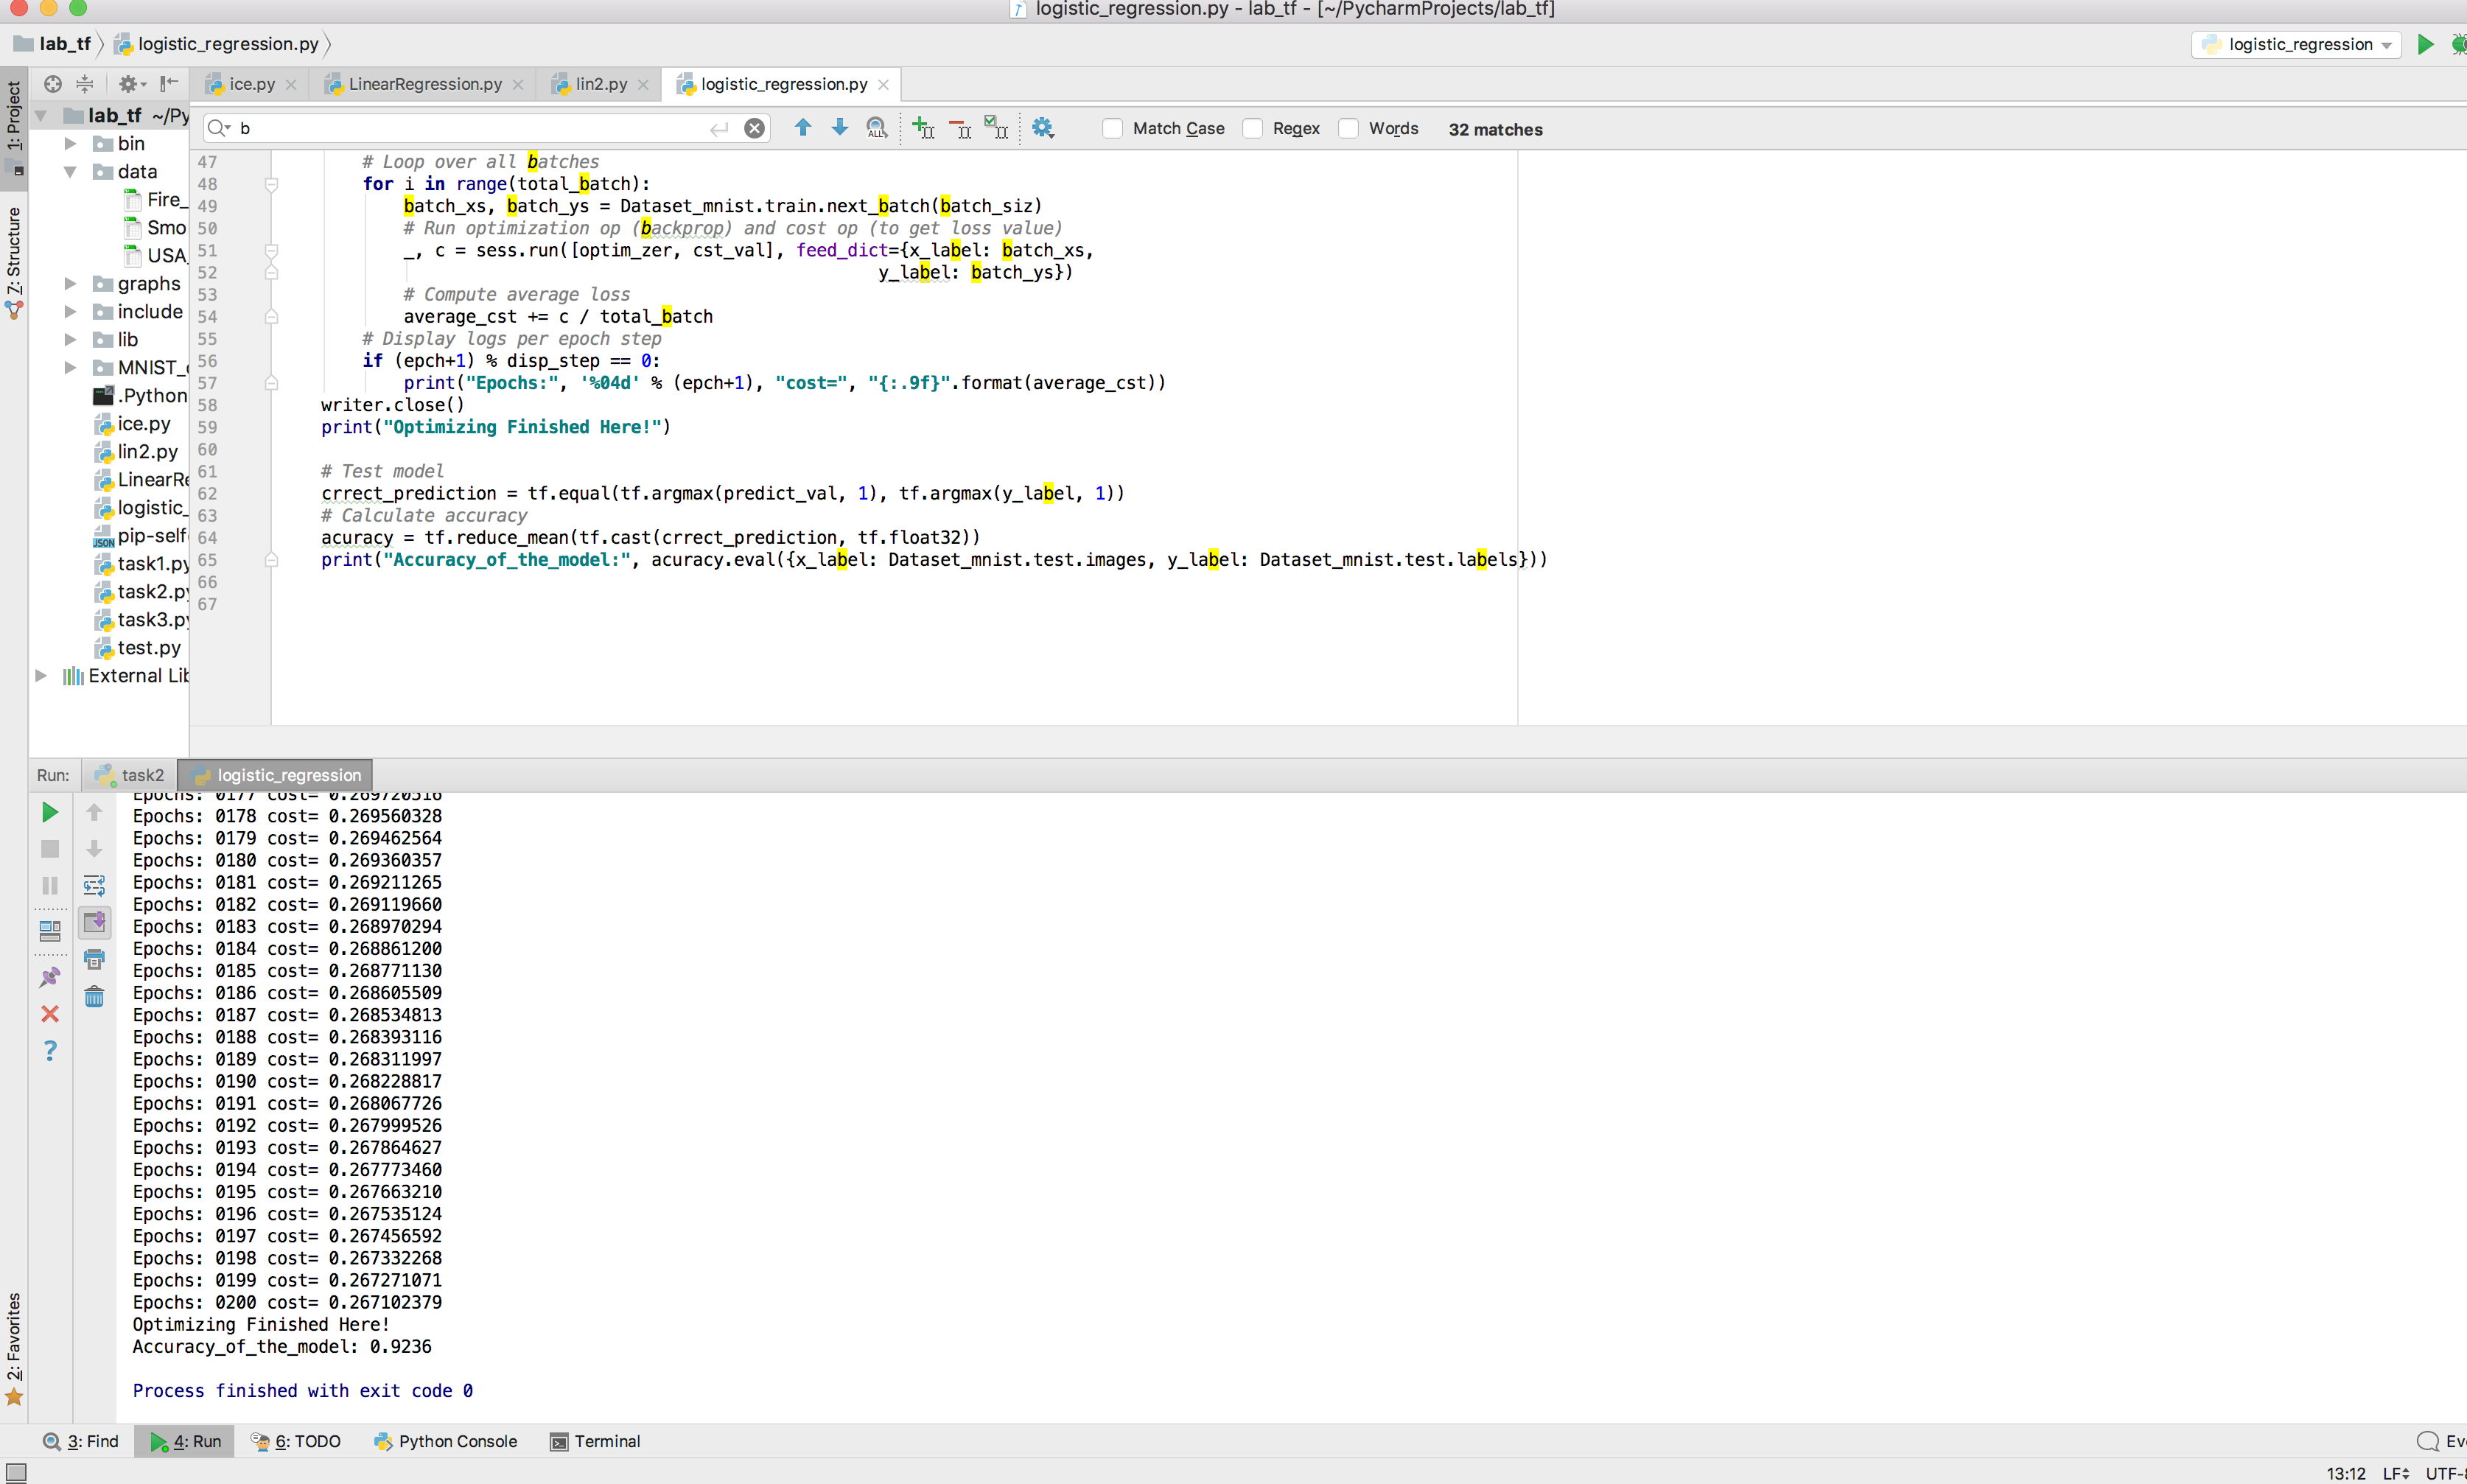 logistic_regression.py - lab_tf - [~/PycharmProjects/lab_tf]
lab_tf logistic_regression.py logistic_regression
1: Project
7: Structure
2: Favorites
ice.py LinearRegression.py lin2.py logistic_regression.py
lab_tf ~/Py
bin
data
Fire_
Smo
USA_
graphs
include
lib
MNIST_
.Python
ice.py
lin2.py
LinearRe
logistic_
pip-self
task1.py
task2.py
task3.py
test.py
External Lib
b ALL Match Case Regex Words 32 matches
47 # Loop over all batches
48 for i in range(total_batch):
49 batch_xs, batch_ys = Dataset_mnist.train.next_batch(batch_siz)
50 # Run optimization op (backprop) and cost op (to get loss value)
51 _, c = sess.run([optim_zer, cst_val], feed_dict={x_label: batch_xs,
52 y_label: batch_ys})
53 # Compute average loss
54 average_cst += c / total_batch
55 # Display logs per epoch step
56 if (epch+1) % disp_step == 0:
57 print("Epochs:", '%04d' % (epch+1), "cost=", "{:.9f}".format(average_cst))
58 writer.close()
59 print("Optimizing Finished Here!")
60
61 # Test model
62 crrect_prediction = tf.equal(tf.argmax(predict_val, 1), tf.argmax(y_label, 1))
63 # Calculate accuracy
64 acuracy = tf.reduce_mean(tf.cast(crrect_prediction, tf.float32))
65 print("Accuracy_of_the_model:", acuracy.eval({x_label: Dataset_mnist.test.images, y_label: Dataset_mnist.test.labels}))
66
67
Run: task2 logistic_regression
Epochs: 0177 cost= 0.269720516
Epochs: 0178 cost= 0.269560328
Epochs: 0179 cost= 0.269462564
Epochs: 0180 cost= 0.269360357
Epochs: 0181 cost= 0.269211265
Epochs: 0182 cost= 0.269119660
Epochs: 0183 cost= 0.268970294
Epochs: 0184 cost= 0.268861200
Epochs: 0185 cost= 0.268771130
Epochs: 0186 cost= 0.268605509
Epochs: 0187 cost= 0.268534813
Epochs: 0188 cost= 0.268393116
Epochs: 0189 cost= 0.268311997
Epochs: 0190 cost= 0.268228817
Epochs: 0191 cost= 0.268067726
Epochs: 0192 cost= 0.267999526
Epochs: 0193 cost= 0.267864627
Epochs: 0194 cost= 0.267773460
Epochs: 0195 cost= 0.267663210
Epochs: 0196 cost= 0.267535124
Epochs: 0197 cost= 0.267456592
Epochs: 0198 cost= 0.267332268
Epochs: 0199 cost= 0.267271071
Epochs: 0200 cost= 0.267102379
Optimizing Finished Here!
Accuracy_of_the_model: 0.9236
Process finished with exit code 0
3: Find 4: Run 6: TODO Python Console Terminal Ev
13:12 LF UTF-8